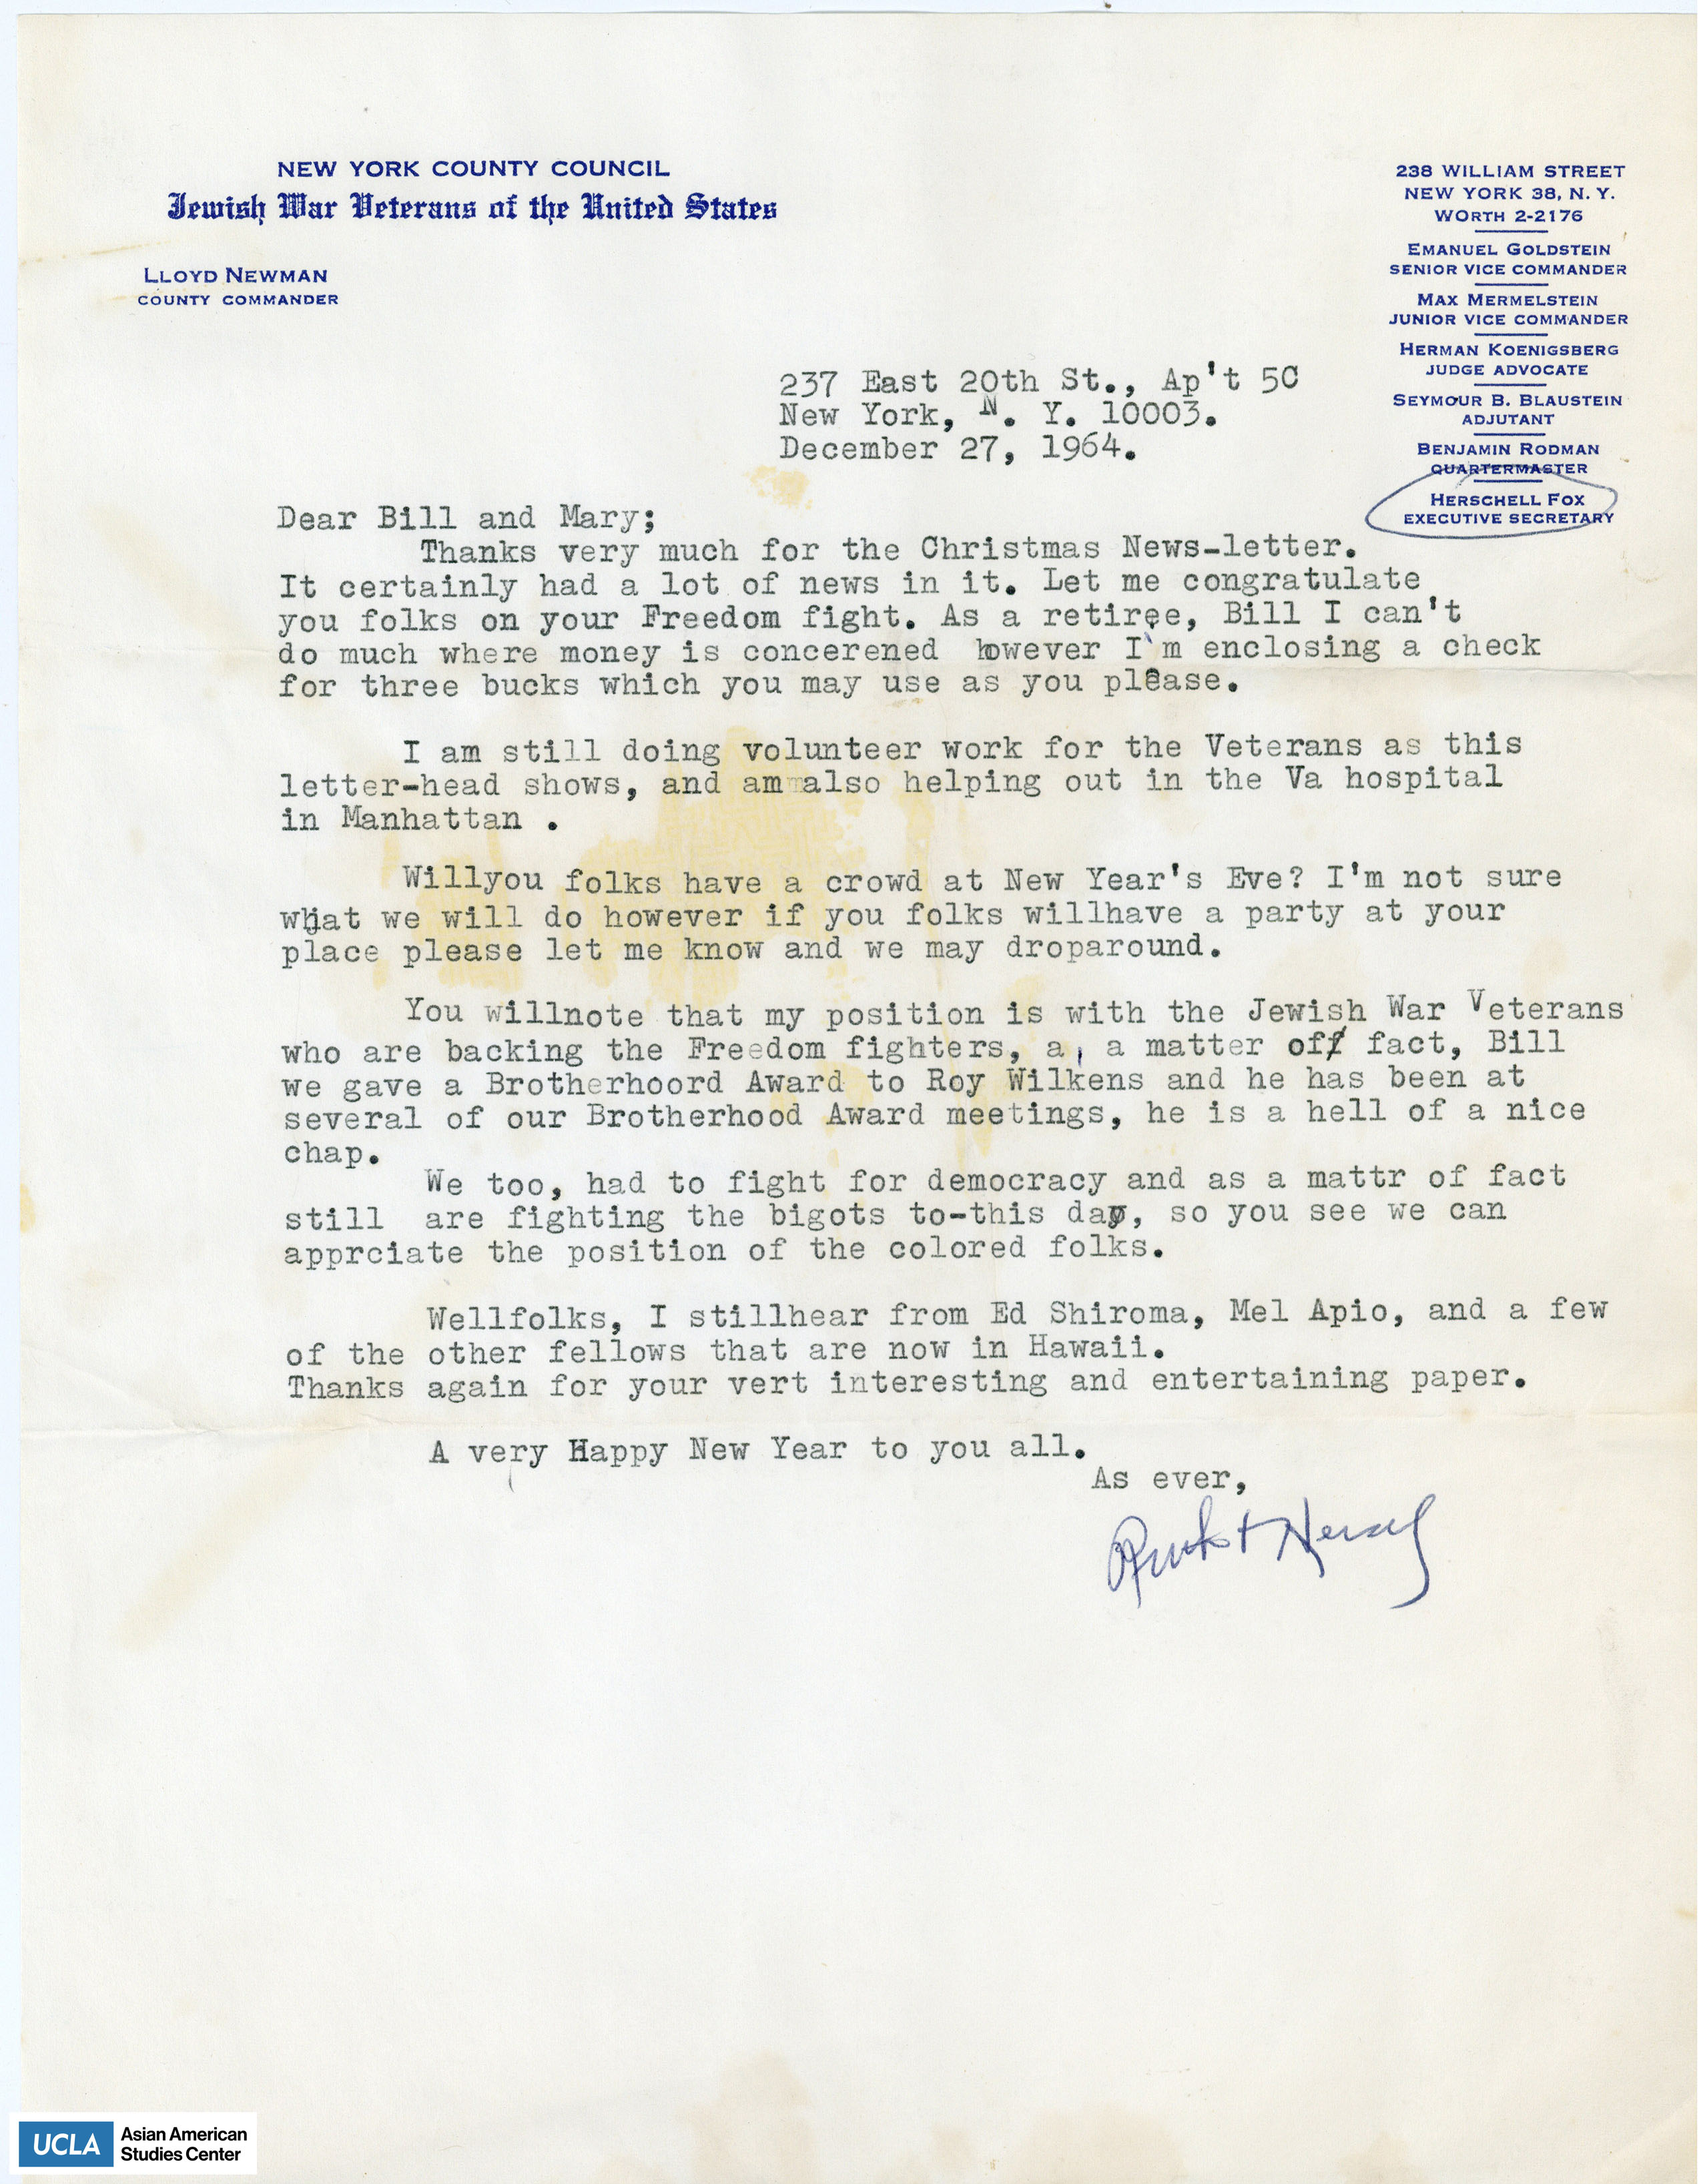 NEW YORK COUNTY COUNCIL
Jewish War Veterans of the United States
LLOYD NEWMAN
COUNTY COMMANDER
238 WILLIAM STREET
NEW YORK 38, N. Y.
WORTH 2-2176
EMANUEL GOLDSTEIN
SENIOR VICE COMMANDER
MAX MERMELSTEIN
JUNIOR VICE COMMANDER
HERMAN KOENIGSBERG
JUDGE ADVOCATE
SEYMOUR B. BLAUSTEIN
ADJUTANT
BENJAMIN RODMAN
QUARTERMASTER
HERSCHELL FOX
EXECUTIVE SECRETARY
237 East 20th St., Ap't 5C
New York, N. Y. 10003.
December 27, 1964.
Dear Bill and Mary;
Thanks very much for the Christmas News-letter.
It certainly had a lot of news in it. Let me congratulate
you folks on your Freedom fight. As a retiree, Bill I can't
do much where money is concerened however I'm enclosing a check
for three bucks which you may use as you please.
I am still doing volunteer work for the Veterans as this
letter-head shows, and am also helping out in the Va hospital
in Manhattan .
Willyou folks have a crowd at New Year's Eve? I'm not sure
what we will do however if you folks willhave a party at your
place please let me know and we may droparound.
You willnote that my position is with the Jewish War Veterans
who are backing the Freedom fighters, a, a matter off fact, Bill
we gave a Brotherhoord Award to Roy Wilkens and he has been at
several of our Brotherhood Award meetings, he is a hell of a nice
chap.
We too, had to fight for democracy and as a mattr of fact
still are fighting the bigots to-this day, so you see we can
apprciate the position of the colored folks.
Wellfolks, I stillhear from Ed Shiroma, Mel Apio, and a few
of the other fellows that are now in Hawaii.
Thanks again for your vert interesting and entertaining paper.
A very Happy New Year to you all.
As ever,
UCLA Asian American
Studies Center